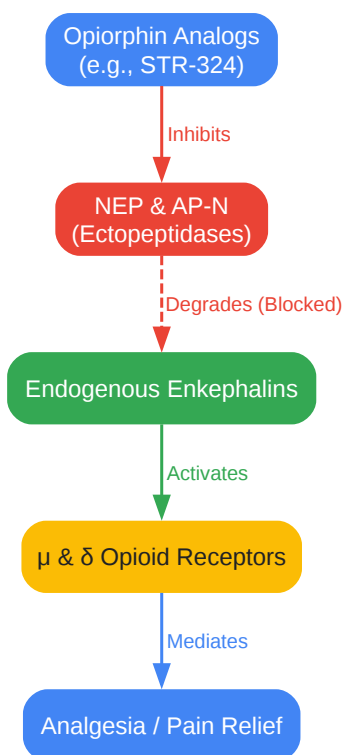 Opiorphin Analogs
(e.g., STR-324)
Inhibits
NEP & AP-N
(Ectopeptidases)
Degrades (Blocked)
Endogenous Enkephalins
Activates
μ & δ Opioid Receptors
Mediates
Analgesia / Pain Relief